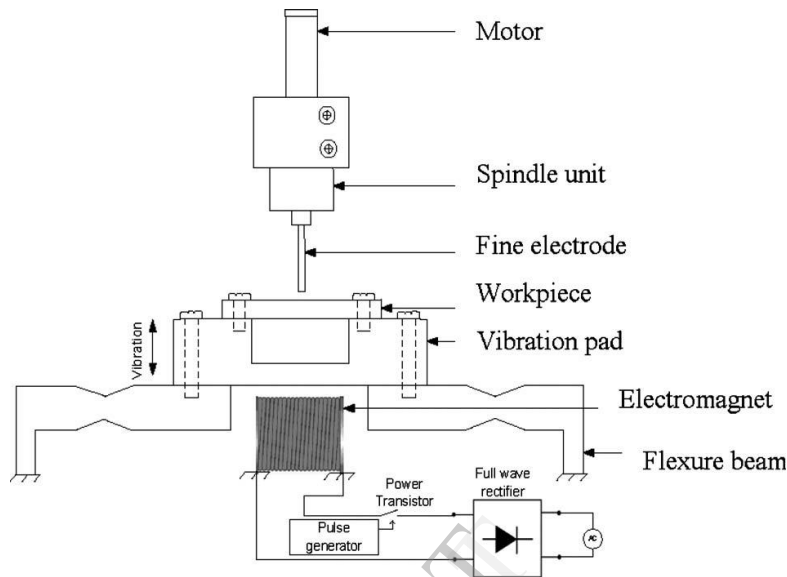 Motor
Spindle unit
Fine electrode
Workpiece
Vibration pad
Vibration
Electromagnet
Flexure beam
Full wave
rectifier
Power
Transistor
Pulse
generator
AC
T